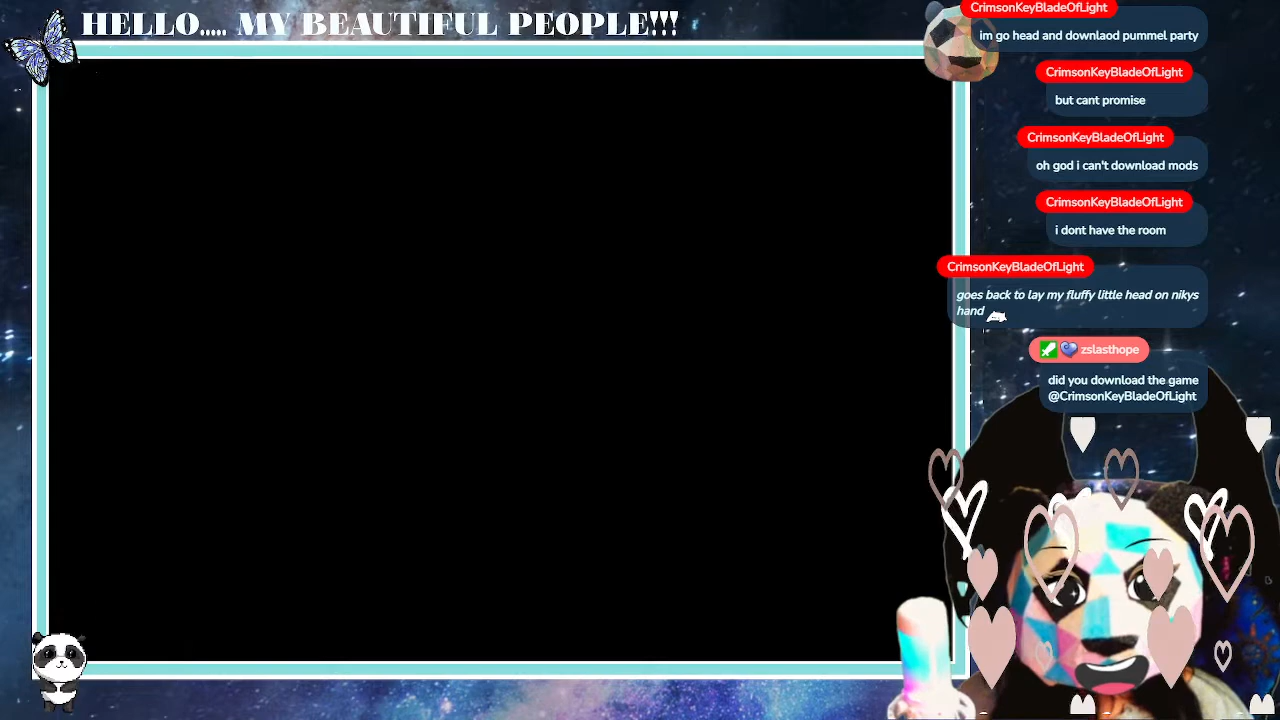 HELLO..... MY BEAUTIFUL PEOPLE!!!
CrimsonKeyBladeOfLight
im go head and downlaod pummel party
CrimsonKeyBladeOfLight
but cant promise
CrimsonKeyBladeOfLight
oh god i can't download mods
CrimsonKeyBladeOfLight
i dont have the room
CrimsonKeyBladeOfLight
goes back to lay my fluffy little head on nikys
hand
zslasthope
did you download the game
@CrimsonKeyBladeOfLight